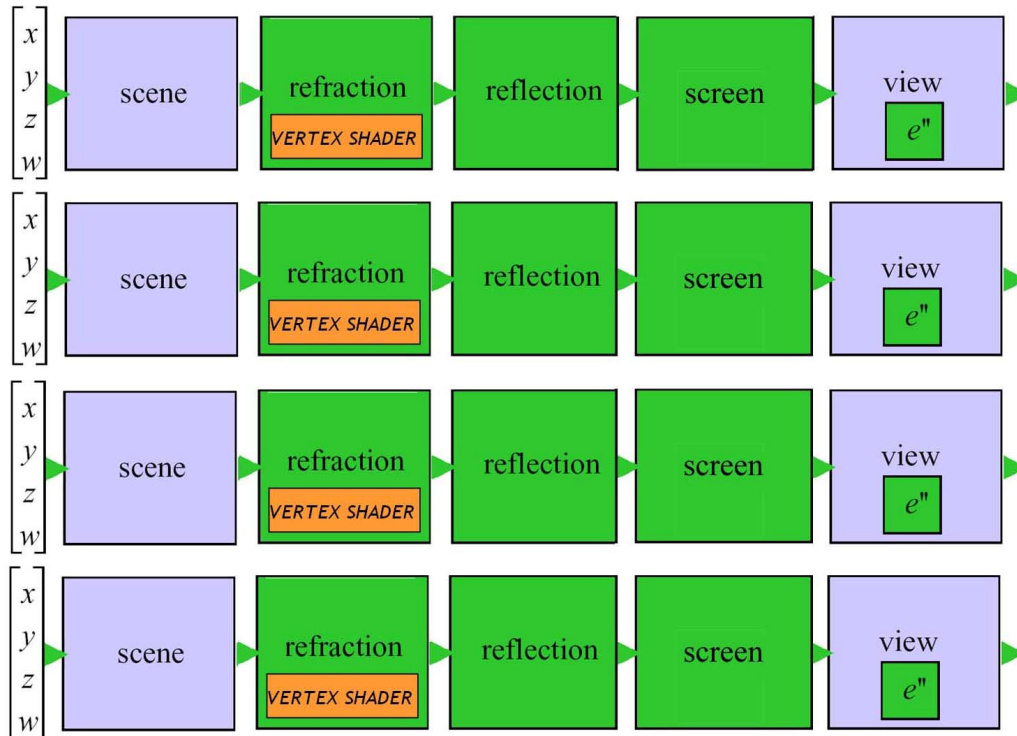 x
y
z
w
scene
refraction
VERTEX SHADER
reflection
screen
view
e"
x
y
z
w
scene
refraction
VERTEX SHADER
reflection
screen
view
e"
x
y
z
w
scene
refraction
VERTEX SHADER
reflection
screen
view
e"
x
y
z
w
scene
refraction
VERTEX SHADER
reflection
screen
view
e"